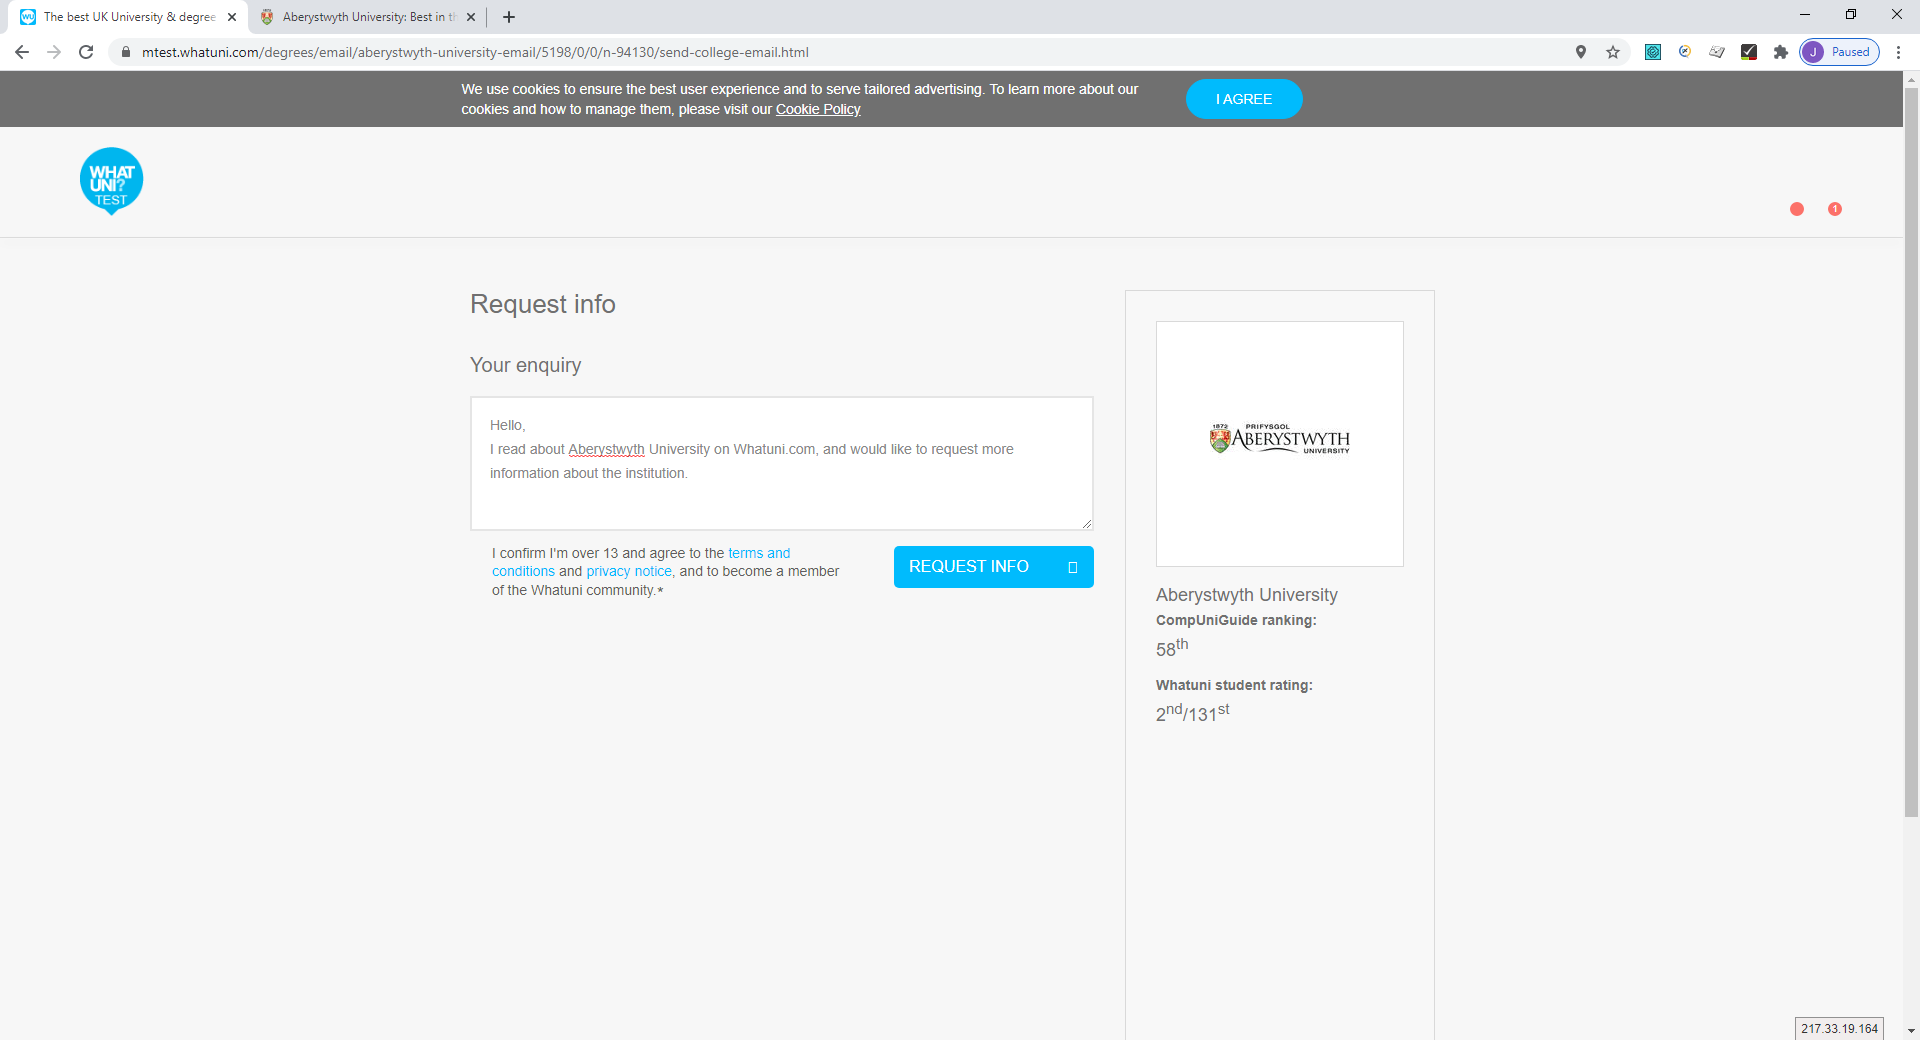 The best UK University & degree
Aberystwyth University: Best in th
mtest.whatuni.com/degrees/email/aberystwyth-university-email/5198/0/0/n-94130/send-college-email.html
J Paused
We use cookies to ensure the best user experience and to serve tailored advertising. To learn more about our
cookies and how to manage them, please visit our Cookie Policy
I AGREE
WHAT
UNI?
TEST
1
Request info
Your enquiry
Hello,
I read about Aberystwyth University on Whatuni.com, and would like to request more
information about the institution.
I confirm I'm over 13 and agree to the terms and
conditions and privacy notice, and to become a member
of the Whatuni community.*
REQUEST INFO
1872 PRIFYSGOL
ABERYSTWYTH
UNIVERSITY
Aberystwyth University
CompUniGuide ranking:
58th
Whatuni student rating:
2nd/131st
217.33.19.164